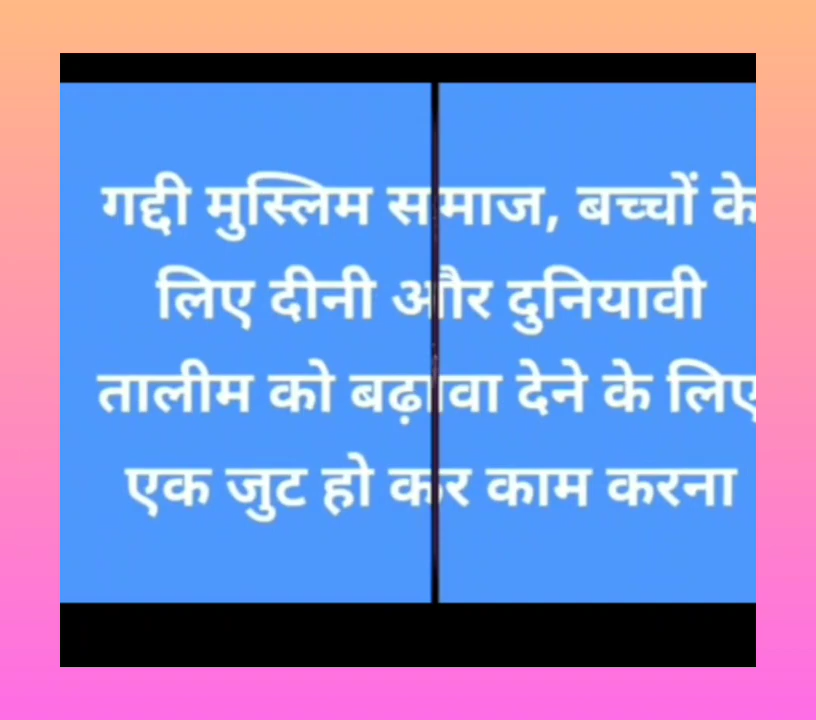 गद्दी मुस्लिम समाज, बच्चों के
लिए दीनी और दुनियावी
तालीम को बढ़ावा देने के लिए
एक जुट हो कर काम करना